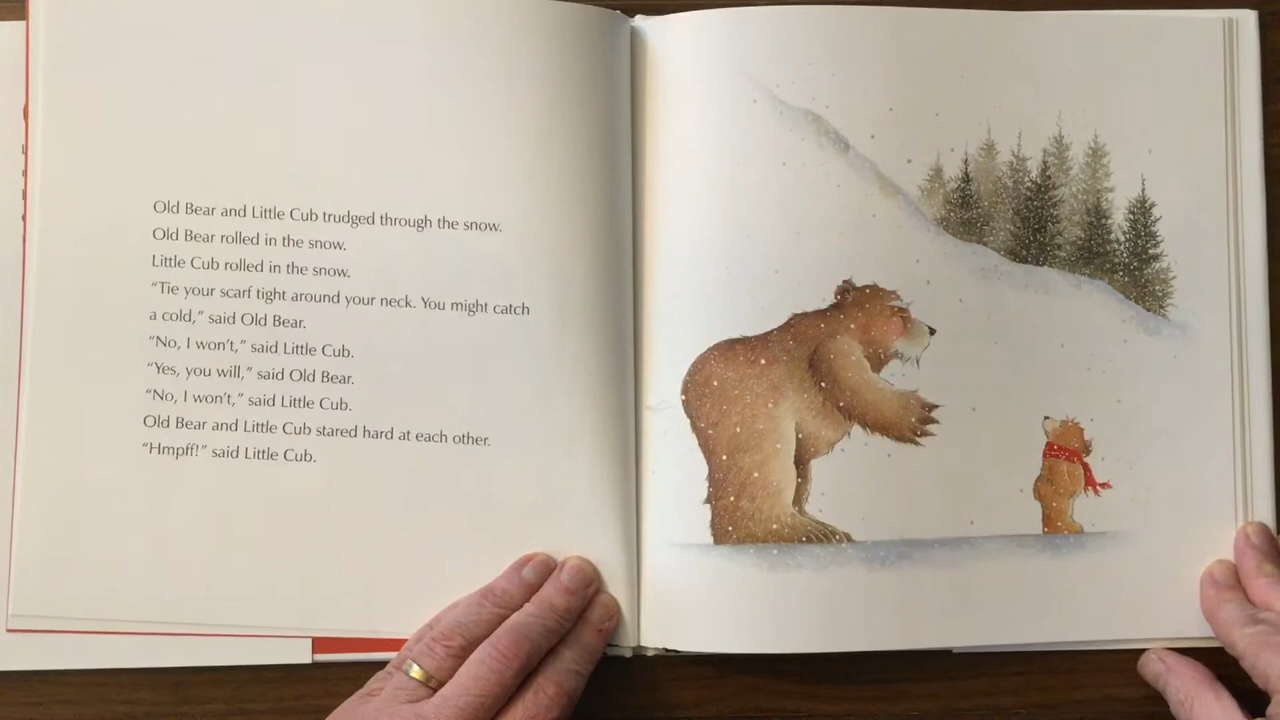 Old Bear and Little Cub trudged through the snow.
Old Bear rolled in the snow.
Little Cub rolled in the snow.
“Tie your scarf tight around your neck. You might catch
a cold,” said Old Bear.
“No, I won’t,” said Little Cub.
“Yes, you will,” said Old Bear.
“No, I won’t,” said Little Cub.
Old Bear and Little Cub stared hard at each other.
“Hmpff!” said Little Cub.